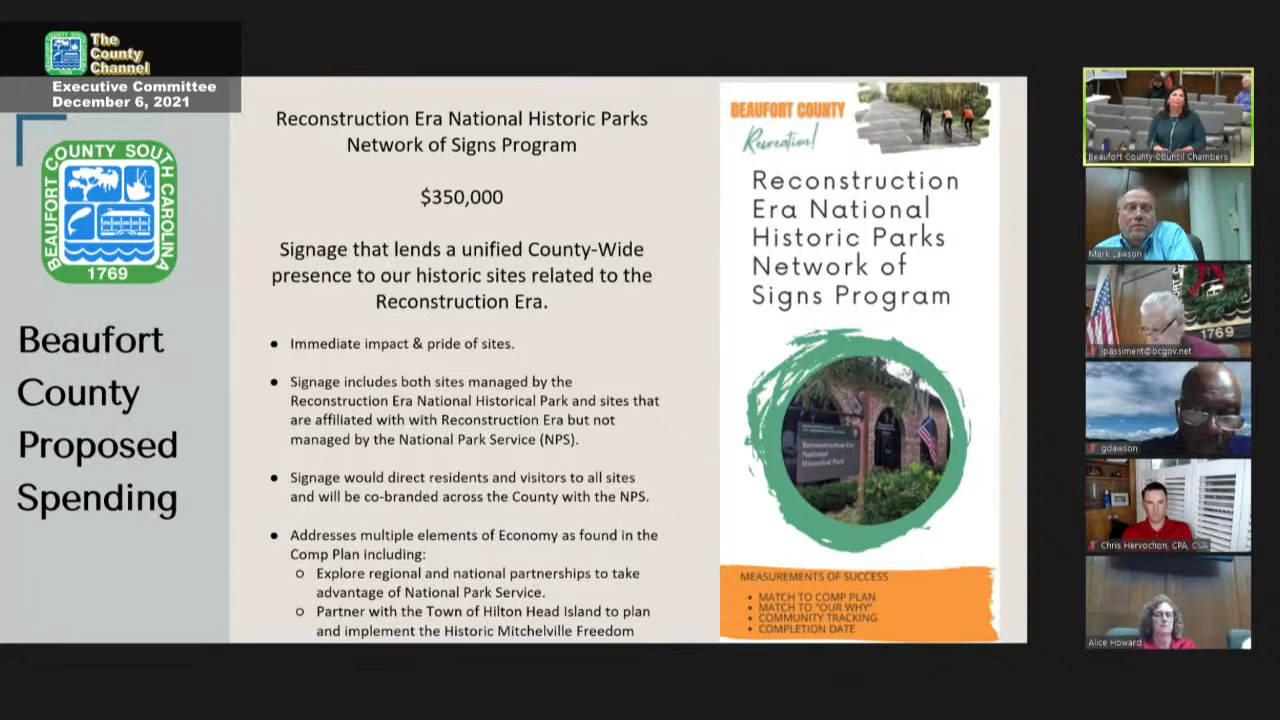 The
County
Channel
Executive Committee
December 6, 2021
BEAUFORT COUNTY SOUTH CAROLINA
1769
Beaufort
County
Proposed
Spending
Reconstruction Era National Historic Parks
Network of Signs Program
$350,000
Signage that lends a unified County-Wide
presence to our historic sites related to the
Reconstruction Era.
● Immediate impact & pride of sites.
● Signage includes both sites managed by the
Reconstruction Era National Historical Park and sites that
are affiliated with with Reconstruction Era but not
managed by the National Park Service (NPS).
● Signage would direct residents and visitors to all sites
and will be co-branded across the County with the NPS.
● Addresses multiple elements of Economy as found in the
Comp Plan including:
○ Explore regional and national partnerships to take
advantage of National Park Service.
○ Partner with the Town of Hilton Head Island to plan
and implement the Historic Mitchelville Freedom
BEAUFORT COUNTY
Recreation!
Reconstruction
Era National
Historic Parks
Network of
Signs Program
Reconstruction Era
National
Historical Park
MEASUREMENTS OF SUCCESS
• MATCH TO COMP PLAN
• MATCH TO "OUR WHY"
• COMMUNITY TRACKING
• COMPLETION DATE
Beaufort County Council Chambers
Mark Lawson
1769
jpassiment@bcgov.net
gdawson
Chris Hervochon, CPA, CVA
Alice Howard